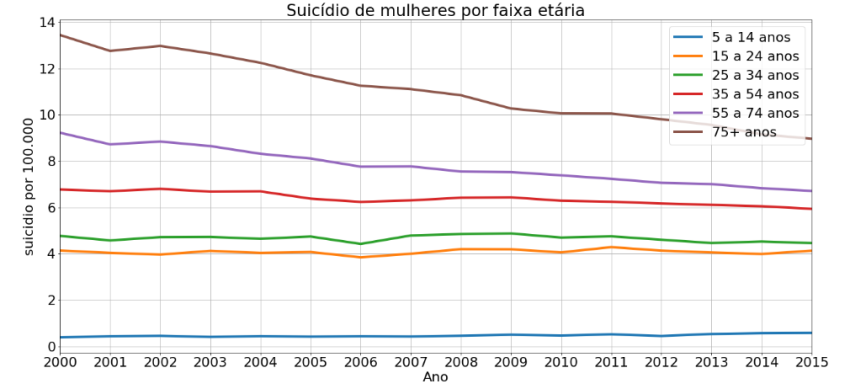 Suicídio de mulheres por faixa etária
suicidio por 100.000
14
12
10
8
6
4
2
0
5 a 14 anos
15 a 24 anos
25 a 34 anos
35 a 54 anos
55 a 74 anos
75+ anos
2000 2001 2002 2003 2004 2005 2006 2007 2008 2009 2010 2011 2012 2013 2014 2015
Ano